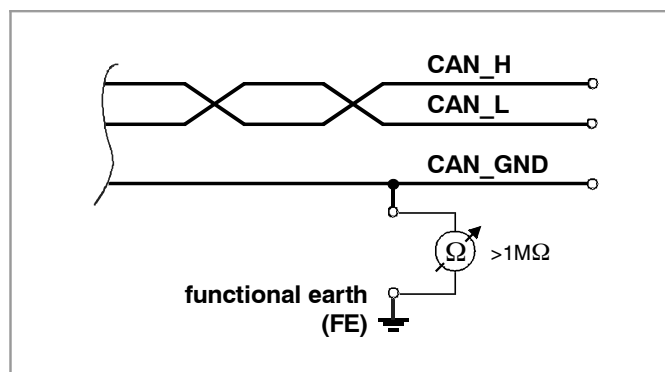 CAN_H
CAN_L
CAN_GND
Ω >1MΩ
functional earth
(FE)